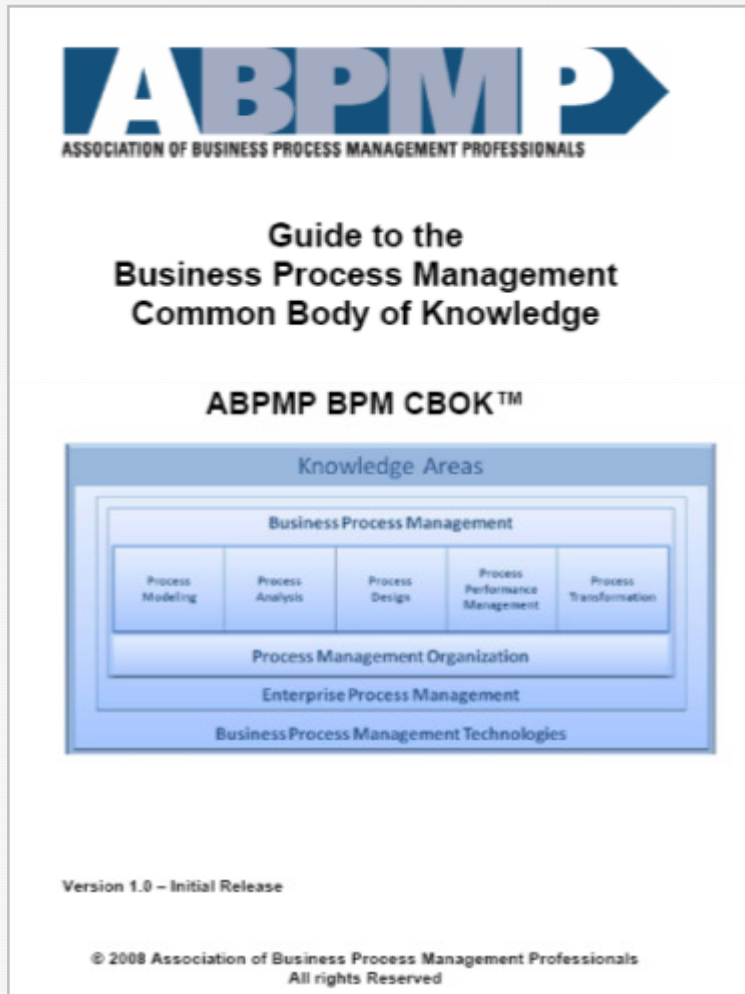 ABPMP
ASSOCIATION OF BUSINESS PROCESS MANAGEMENT PROFESSIONALS
Guide to the
Business Process Management
Common Body of Knowledge
ABPMP BPM CBOK™
Knowledge Areas
Business Process Management
Process
Modeling
Process
Analysis
Process
Design
Process
Performance
Management
Process
Transformation
Process Management Organization
Enterprise Process Management
Business Process Management Technologies
Version 1.0 – Initial Release
© 2008 Association of Business Process Management Professionals
All rights Reserved